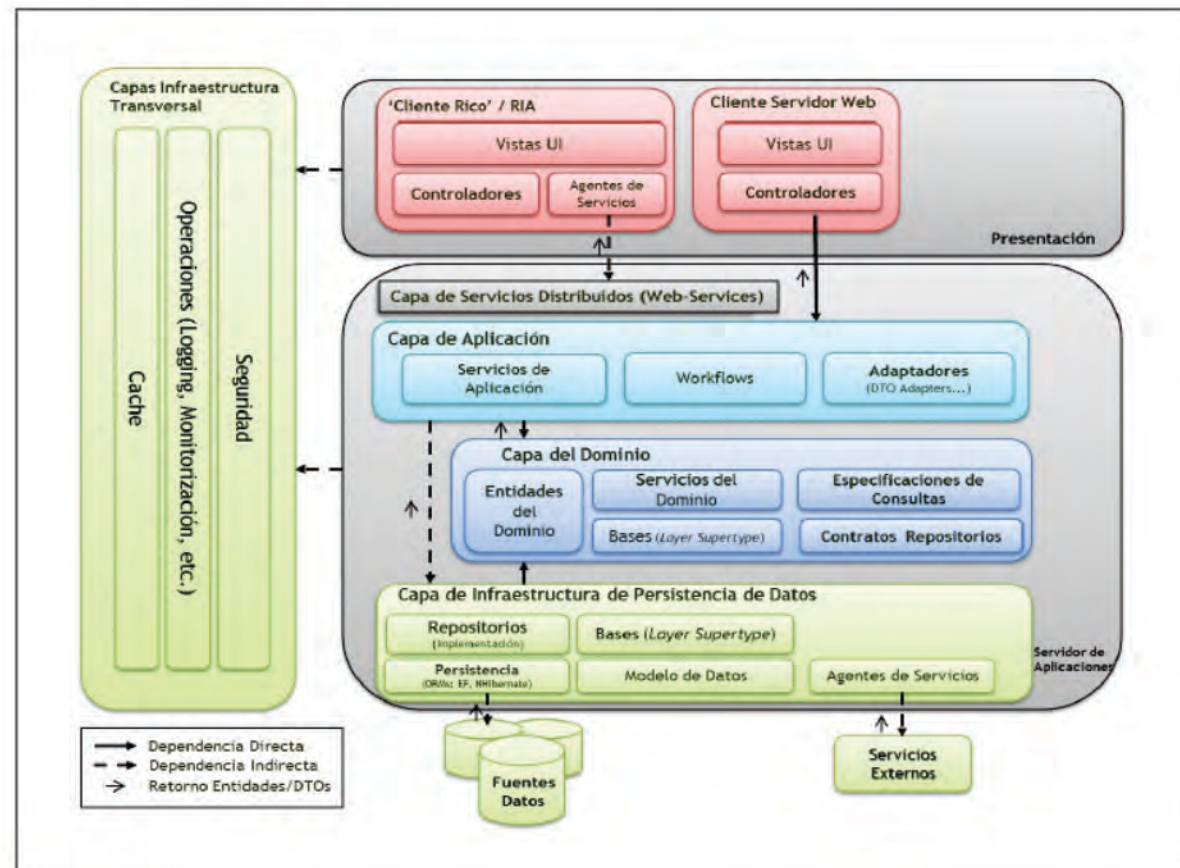 Capas Infraestructura
Transversal
Cache
Operaciones (Logging, Monitorización, etc.)
Seguridad
'Cliente Rico' / RIA
Vistas UI
Controladores
Agentes de
Servicios
Cliente Servidor Web
Vistas UI
Controladores
Presentación
Capa de Servicios Distribuidos (Web-Services)
Capa de Aplicación
Servicios de
Aplicación
Workflows
Adaptadores
(DTO Adapters...)
Capa del Dominio
Entidades
del
Dominio
Servicios del
Dominio
Especificaciones de
Consultas
Bases (Layer Supertype)
Contratos Repositorios
Capa de Infraestructura de Persistencia de Datos
Repositorios
(Implementación)
Bases (Layer Supertype)
Persistencia
(ORMs: EF, NHibernate)
Modelo de Datos
Agentes de Servicios
Servidor de
Aplicaciones
Dependencia Directa
Dependencia Indirecta
Retorno Entidades/DTOs
Fuentes
Datos
Servicios
Externos